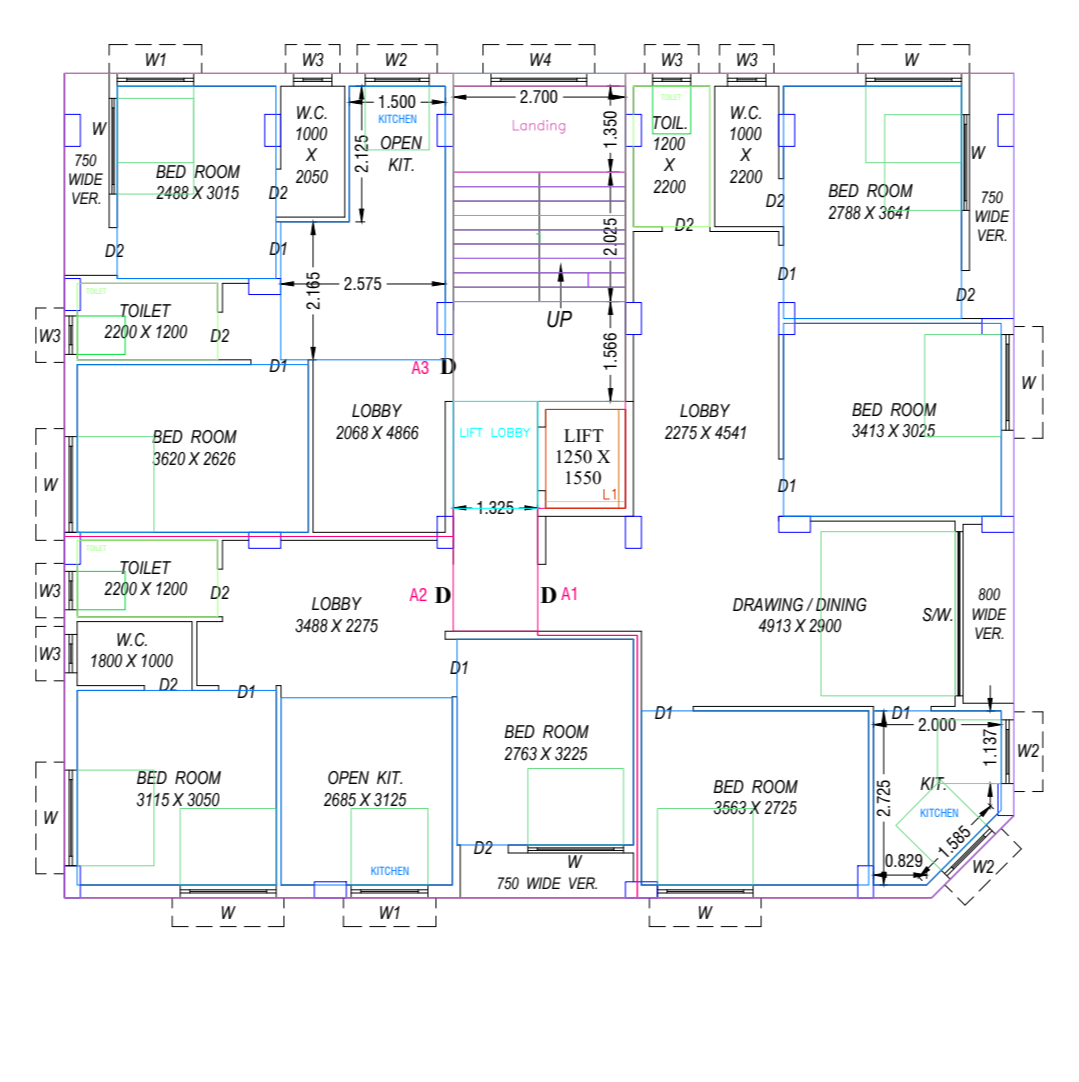 W1
W3
W2
W4
W3
W3
W
1.500
2.700
KITCHEN
OPEN
KIT.
2.125
Landing
1.350
TOILET
TOIL.
1200
X
2200
W.C.
1000
X
2050
W.C.
1000
X
2200
W
750
WIDE
VER.
BED ROOM
2488 X 3015
D2
D2
D1
BED ROOM
2788 X 3641
W
750
WIDE
VER.
D2
D2
D1
D2
2.025
UP
2.165
2.575
1.566
TOILET
TOILET
2200 X 1200
W3
D2
D1
A3 D
BED ROOM
3620 X 2626
W
LOBBY
2068 X 4866
LIFT LOBBY
LIFT
1250 X
1550
L1
1.325
LOBBY
2275 X 4541
BED ROOM
3413 X 3025
W
D1
TOILET
TOILET
2200 X 1200
W3
D2
LOBBY
3488 X 2275
A2 D
D A1
DRAWING / DINING
4913 X 2900
S/W.
800
WIDE
VER.
W.C.
1800 X 1000
W3
D2
D1
D1
D1
D1
BED ROOM
3115 X 3050
W
OPEN KIT.
2685 X 3125
KITCHEN
BED ROOM
2763 X 3225
D2
W
750 WIDE VER.
BED ROOM
3563 X 2725
2.000
1.137
W2
2.725
KIT.
KITCHEN
1.585
0.829
W2
W
W1
W